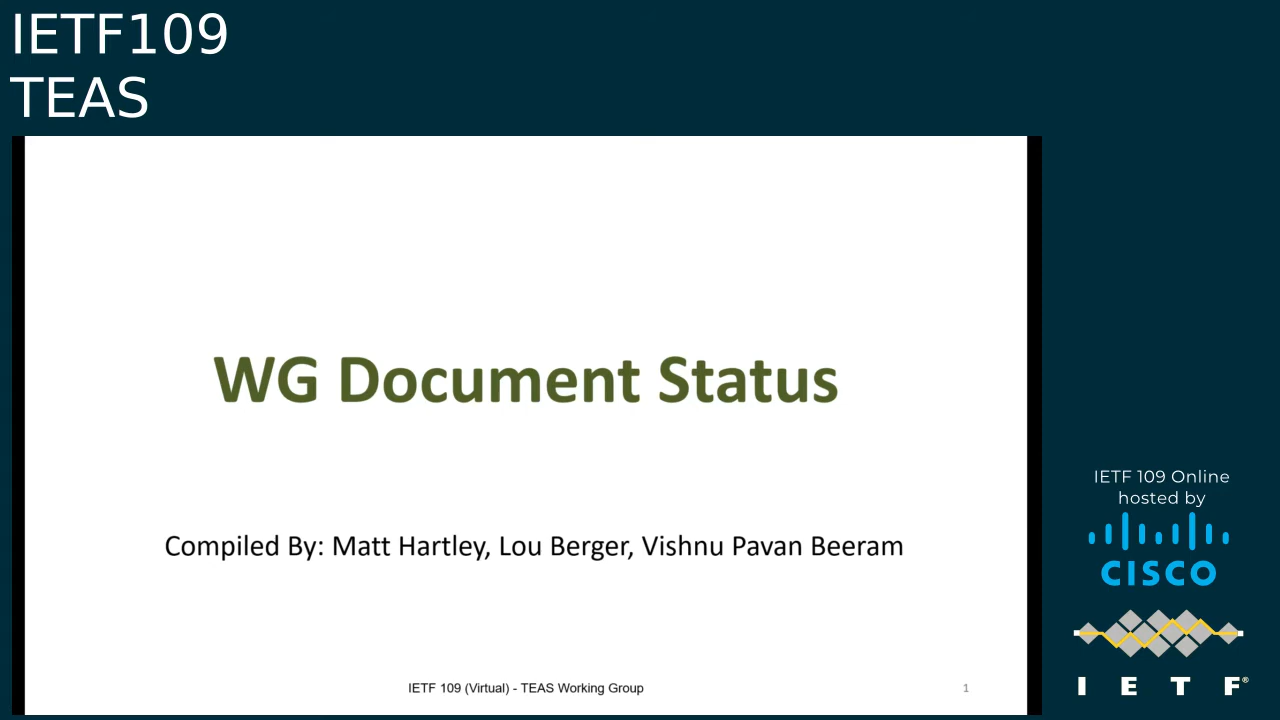 IETF109
TEAS
WG Document Status
Compiled By: Matt Hartley, Lou Berger, Vishnu Pavan Beeram
IETF 109 (Virtual) - TEAS Working Group
1
IETF 109 Online
hosted by
CISCO
I E T F®